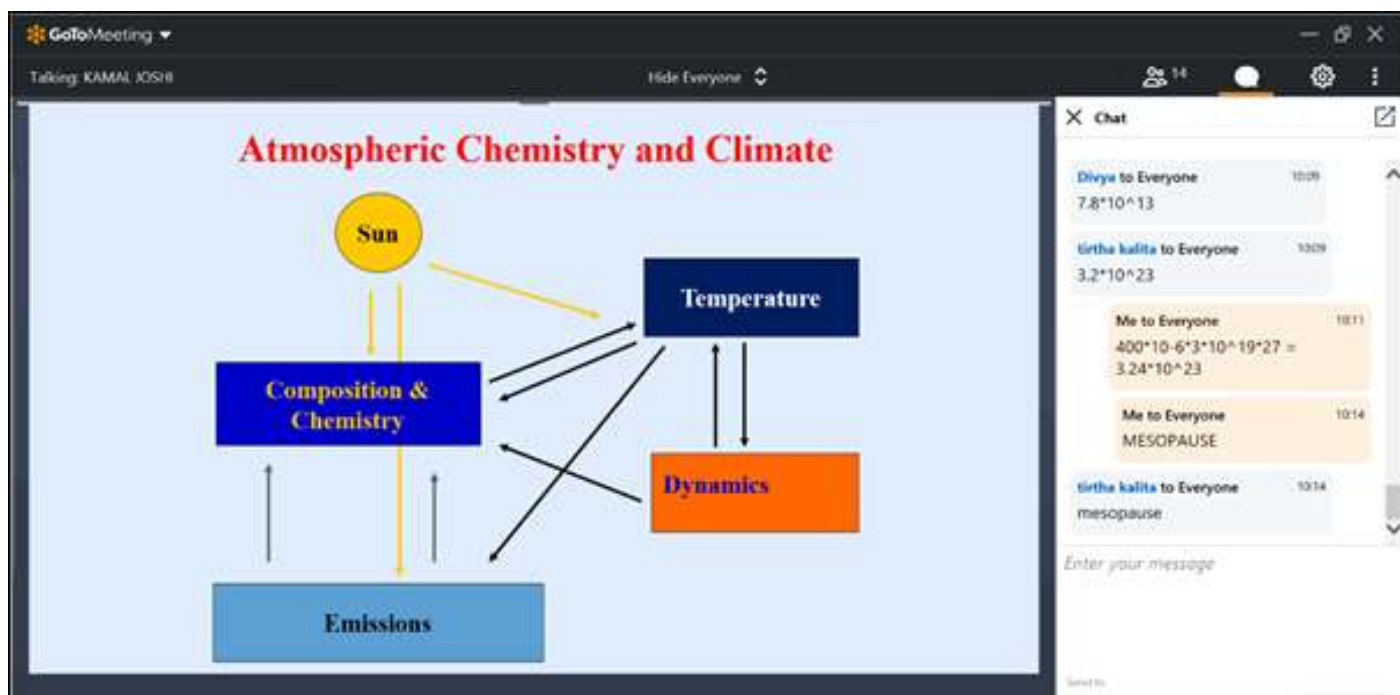 GoToMeeting
Talking: KAMAL JOSHI
Hide Everyone
14
Atmospheric Chemistry and Climate
Sun
Temperature
Composition &
Chemistry
Dynamics
Emissions
Chat
Divya to Everyone 10:09
7.8*10^13
tirtha kalita to Everyone 10:09
3.2*10^23
Me to Everyone 10:11
400*10-6*3*10^19*27 =
3.24*10^23
Me to Everyone 10:14
MESOPAUSE
tirtha kalita to Everyone 10:14
mesopause
Enter your message
Send to